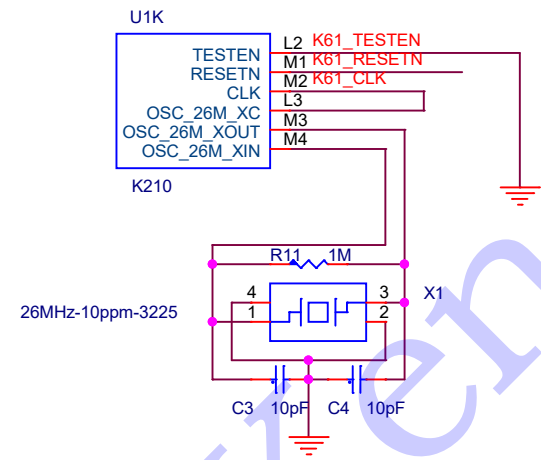 U1K
TESTEN L2 K61_TESTEN
RESETN M1 K61_RESETN
CLK M2 K61_CLK
OSC_26M_XC L3
OSC_26M_XOUT M3
OSC_26M_XIN M4
K210
R11 1M
4 3 X1
26MHz-10ppm-3225 1 2
C3 10pF C4 10pF